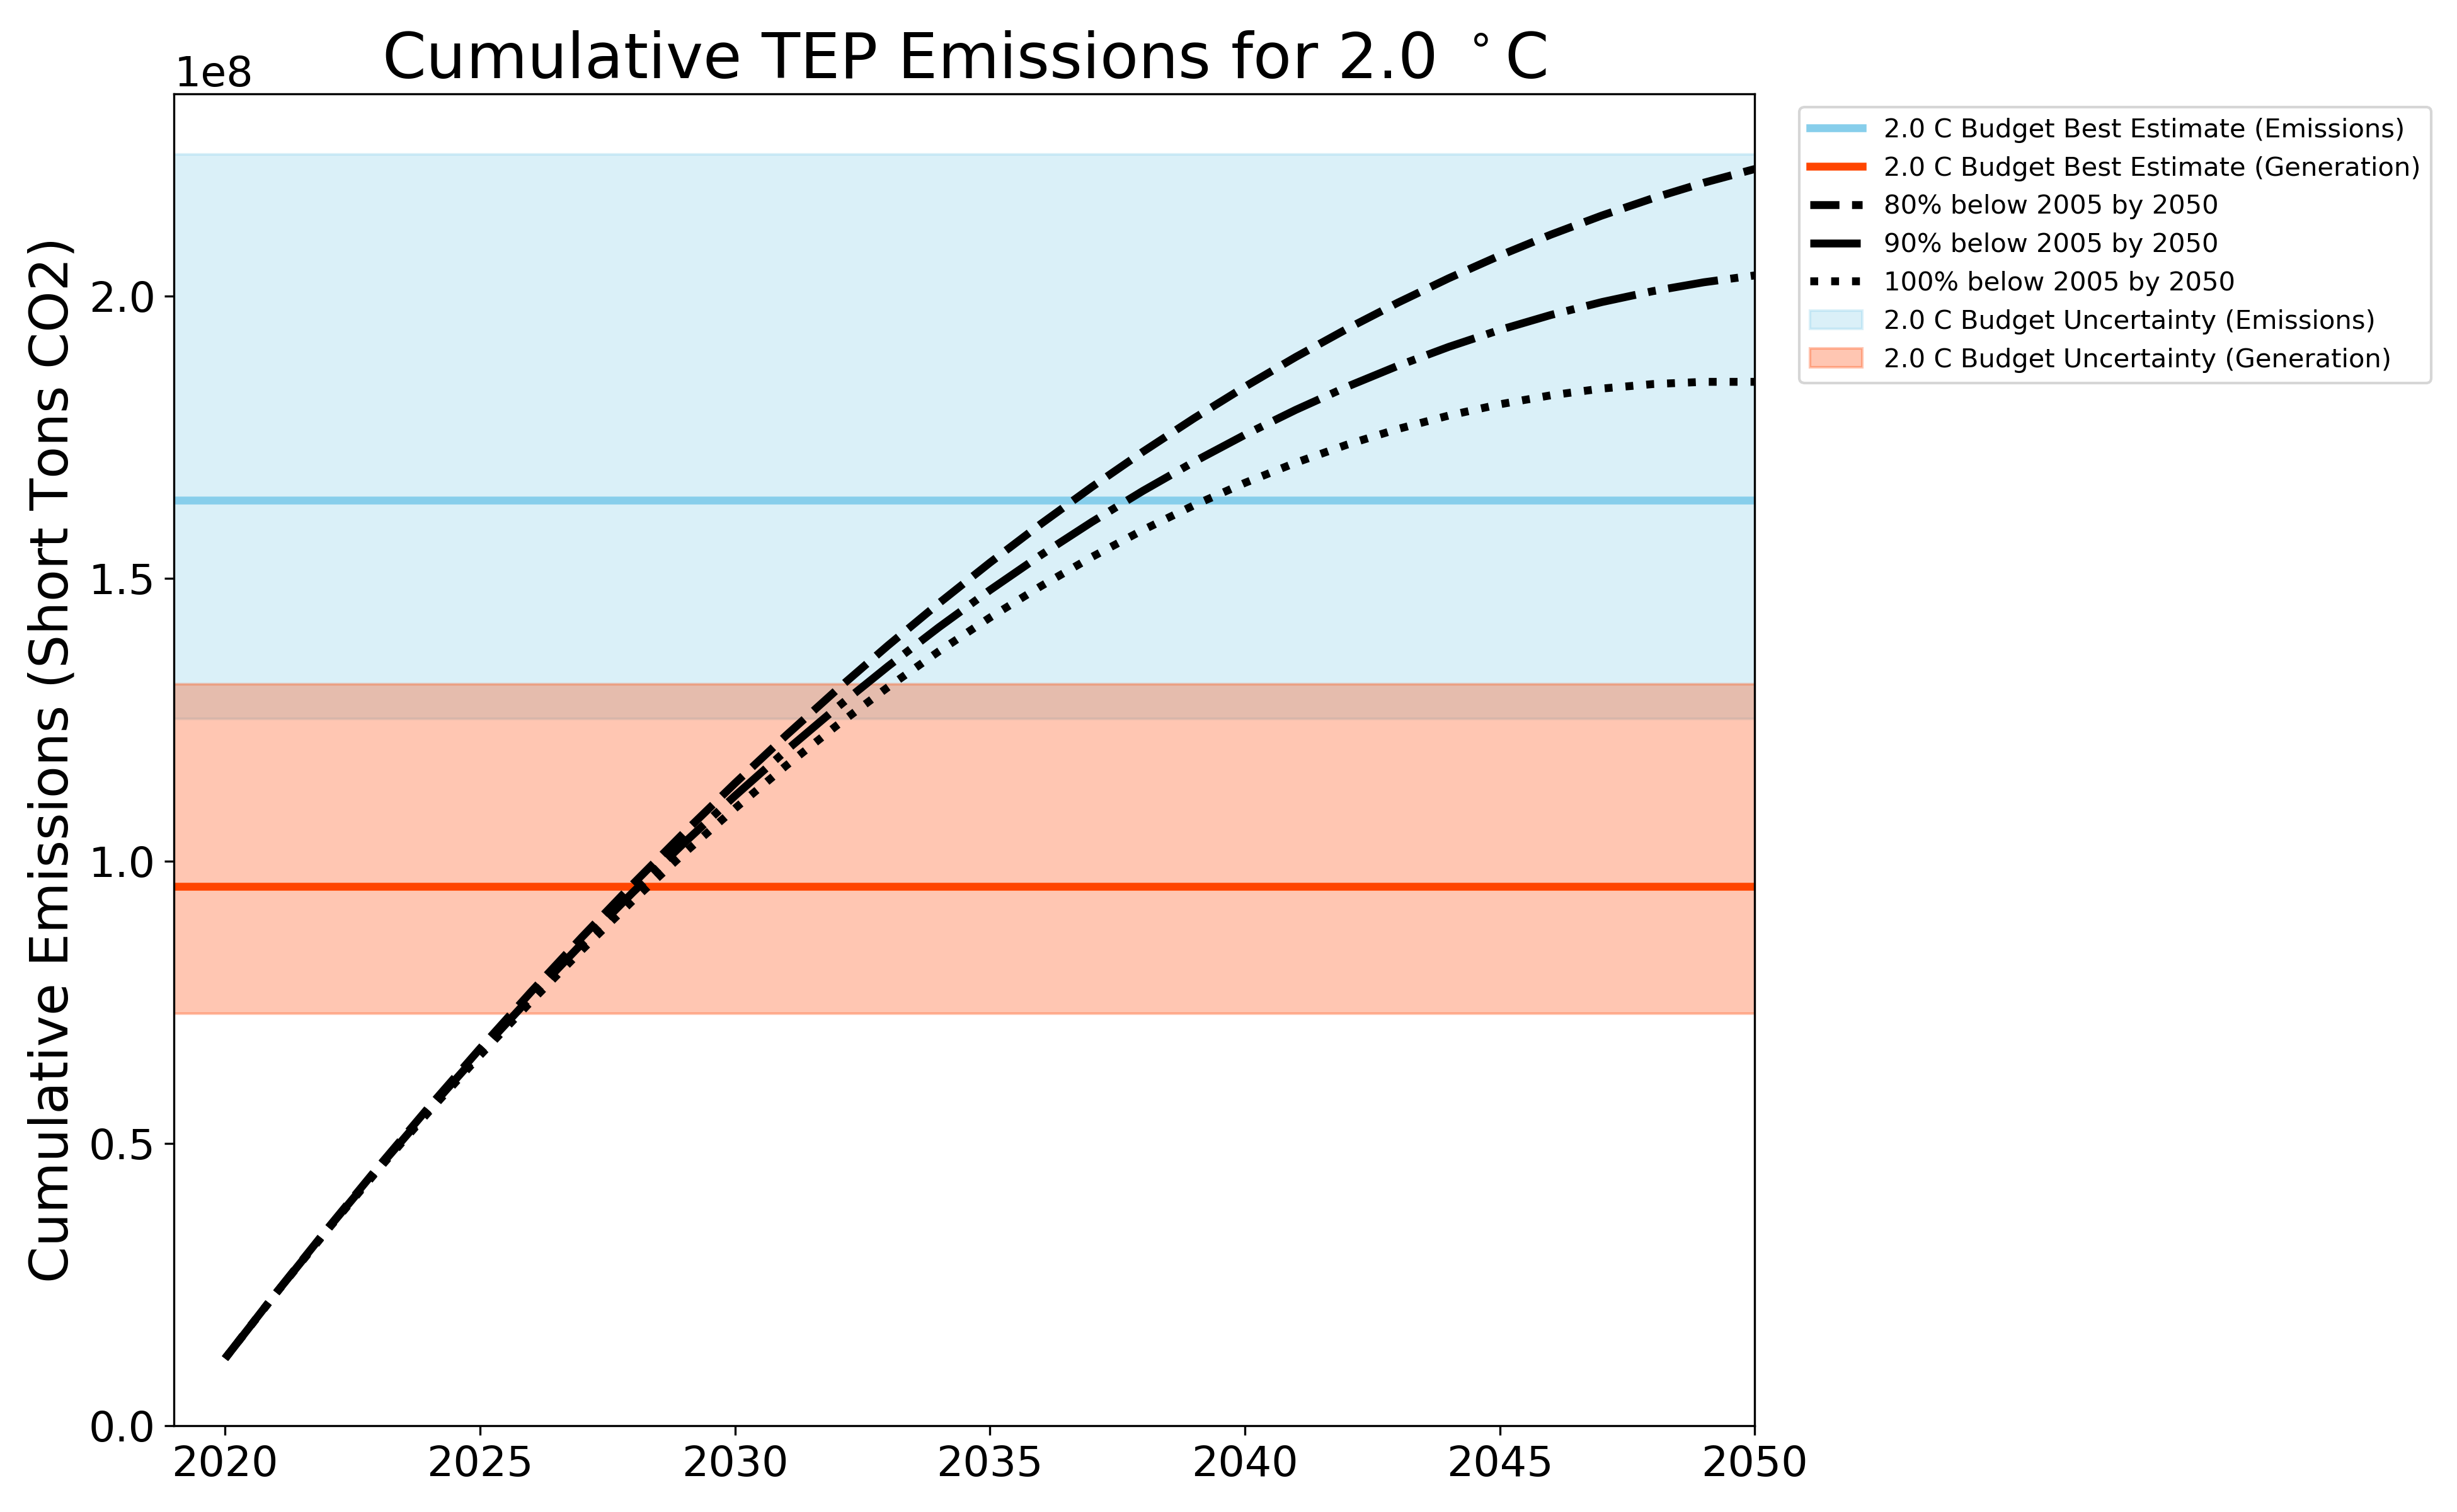 Cumulative TEP Emissions for 2.0 °C
1e8
Cumulative Emissions (Short Tons CO2)
2.0
1.5
1.0
0.5
0.0
2020 2025 2030 2035 2040 2045 2050
2.0 C Budget Best Estimate (Emissions)
2.0 C Budget Best Estimate (Generation)
80% below 2005 by 2050
90% below 2005 by 2050
100% below 2005 by 2050
2.0 C Budget Uncertainty (Emissions)
2.0 C Budget Uncertainty (Generation)